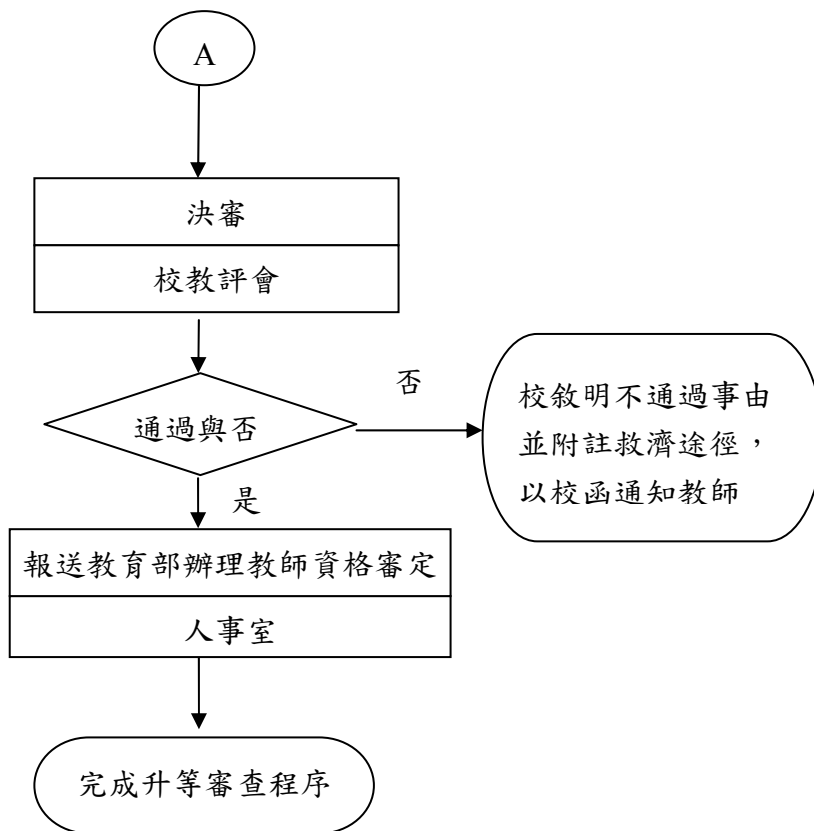 A
決審
校教評會
通過與否
否
校敘明不通過事由
並附註救濟途徑，
以校函通知教師
是
報送教育部辦理教師資格審定
人事室
完成升等審查程序